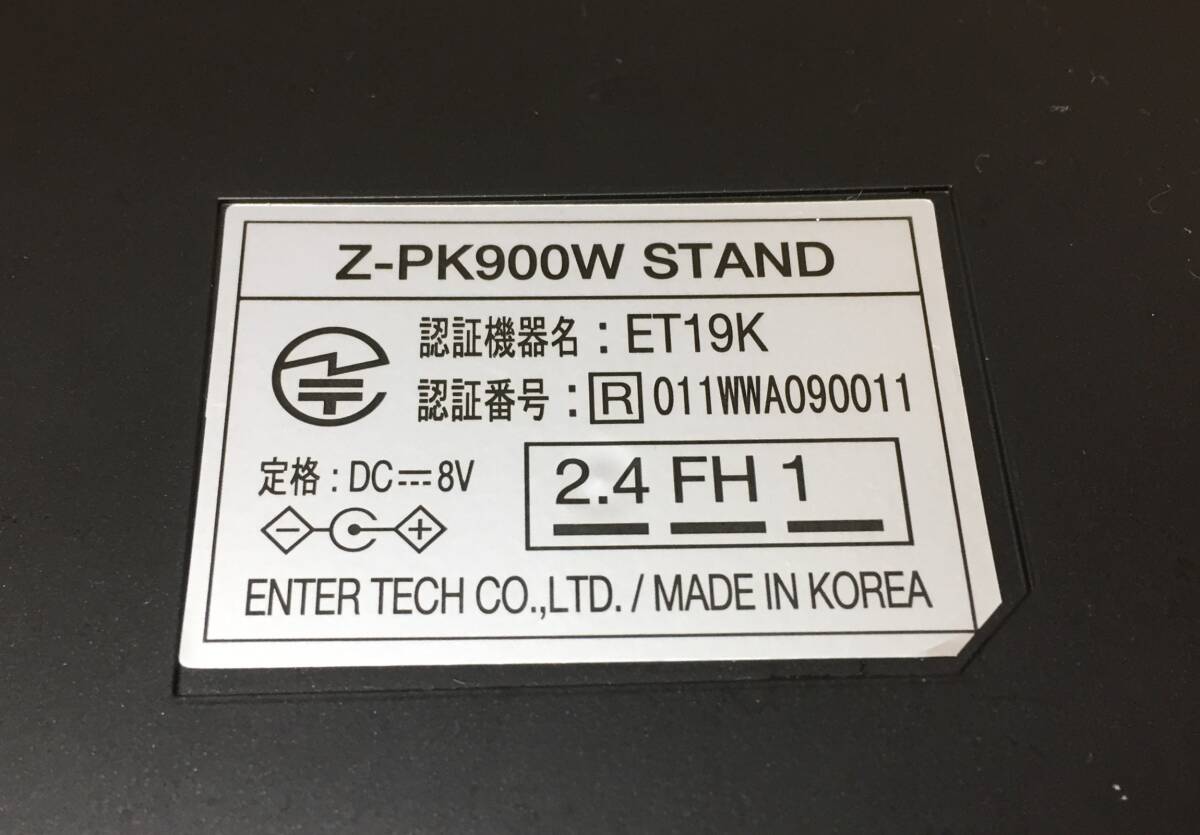 Z-PK900W STAND
認証機器名 : ET19K
認証番号 : R 011WWA090011
定格 : DC⎓8V
2.4 FH 1
ENTER TECH CO.,LTD. / MADE IN KOREA